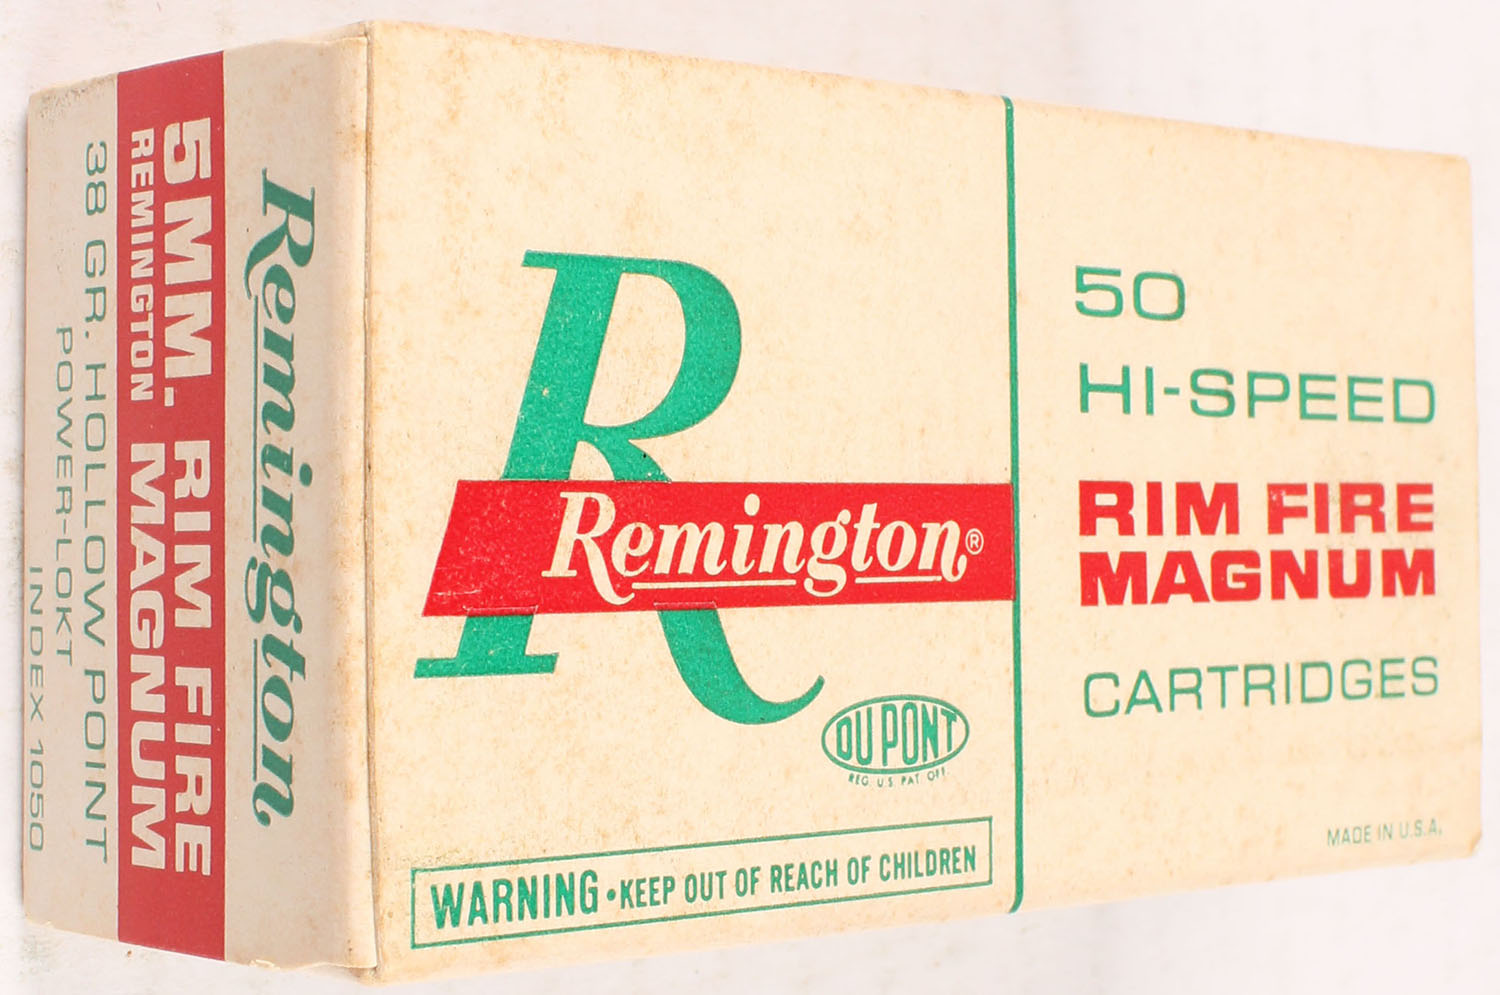 Remington
5MM. RIM FIRE
REMINGTON MAGNUM
38 GR. HOLLOW POINT
POWER-LOKT
INDEX 1050
R
Remington®
DU PONT
REG U.S. PAT OFF.
WARNING • KEEP OUT OF REACH OF CHILDREN
50
HI-SPEED
RIM FIRE
MAGNUM
CARTRIDGES
MADE IN U.S.A.